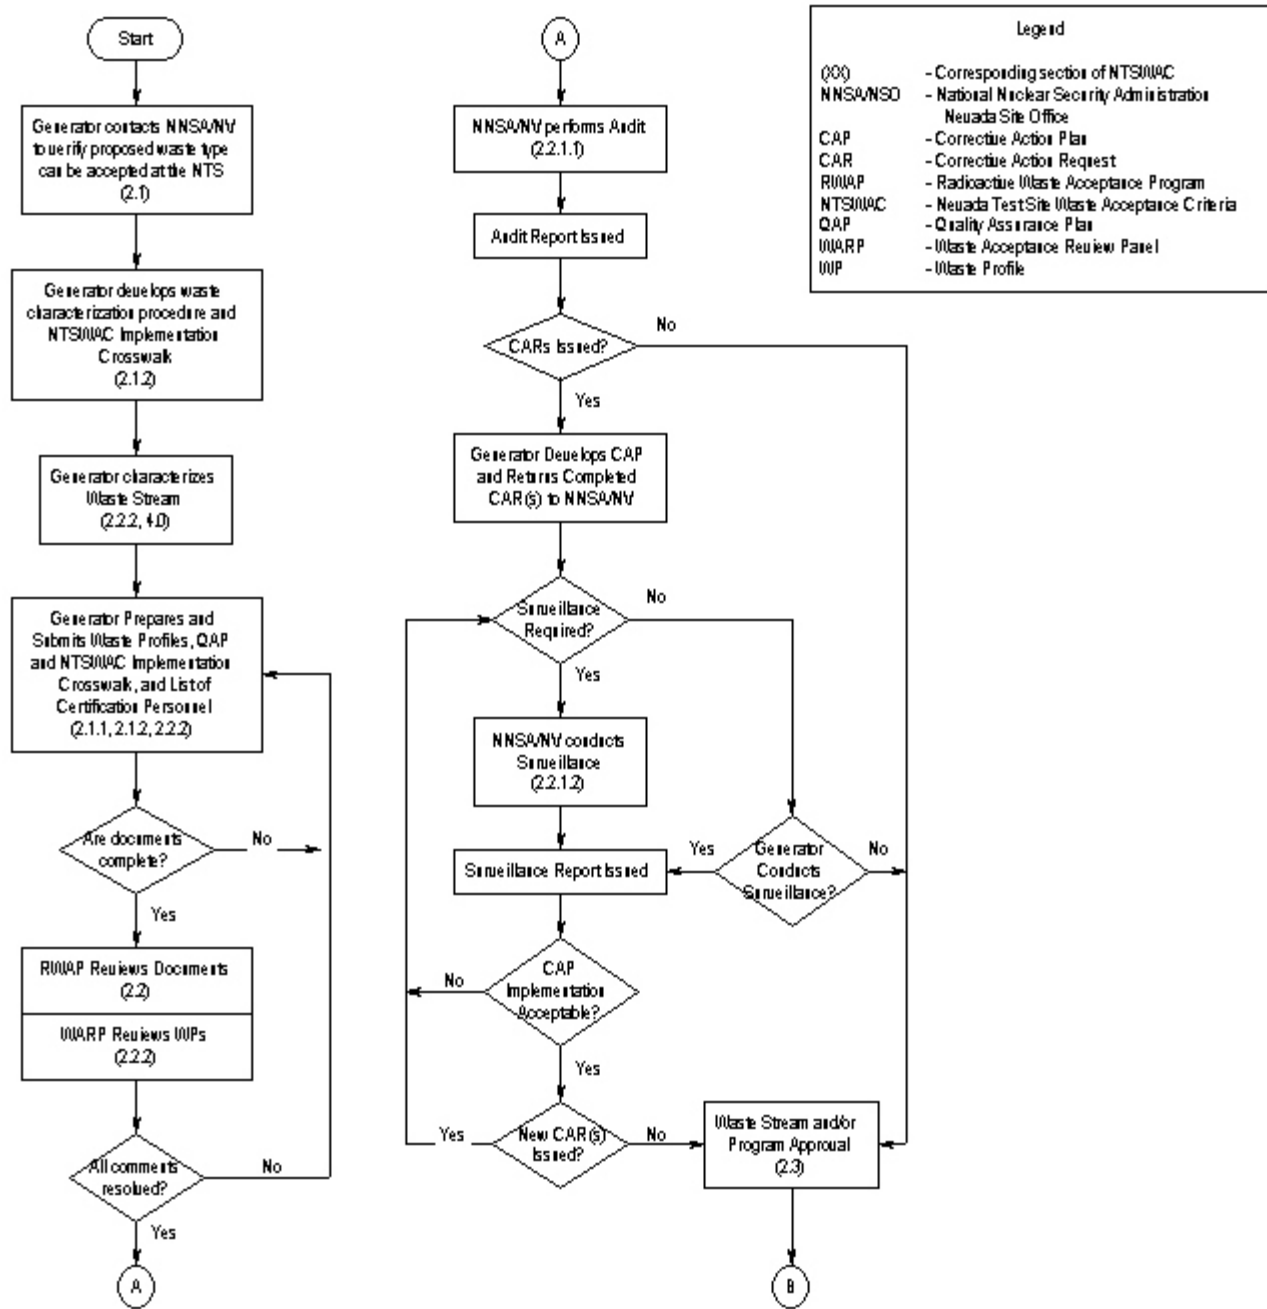 Start
Generator contacts NNSA/NV
to verify proposed waste type
can be accepted at the NTS
(2.1)
Generator develops waste
characterization procedure and
NTSWAC Implementation
Crosswalk
(2.1.2)
Generator characterizes
Waste Stream
(2.2.2, 4.0)
Generator Prepares and
Submits Waste Profiles, QAP
and NTSWAC Implementation
Crosswalk, and List of
Certification Personnel
(2.1.1, 2.1.2, 2.2.2)
Are documents
complete?
No
Yes
RWAP Reviews Documents
(2.2)
WARP Reviews WPs
(2.2.2)
All comments
resolved?
No
Yes
A
A
NNSA/NV performs Audit
(2.2.1.1)
Audit Report Issued
CARs Issued?
No
Yes
Generator Develops CAP
and Returns Completed
CAR(s) to NNSA/NV
Surveillance
Required?
No
Yes
NNSA/NV conducts
Surveillance
(2.2.1.2)
Surveillance Report Issued
Yes
Generator
Conducts
Surveillance?
No
CAP
Implementation
Acceptable?
No
Yes
New CAR(s)
Issued?
Yes
No
Waste Stream and/or
Program Approval
(2.3)
B
Legend
(XX) - Corresponding section of NTSWAC
NNSA/NSO - National Nuclear Security Administration
Nevada Site Office
CAP - Corrective Action Plan
CAR - Corrective Action Request
RWAP - Radioactive Waste Acceptance Program
NTSWAC - Nevada Test Site Waste Acceptance Criteria
QAP - Quality Assurance Plan
WARP - Waste Acceptance Review Panel
WP - Waste Profile